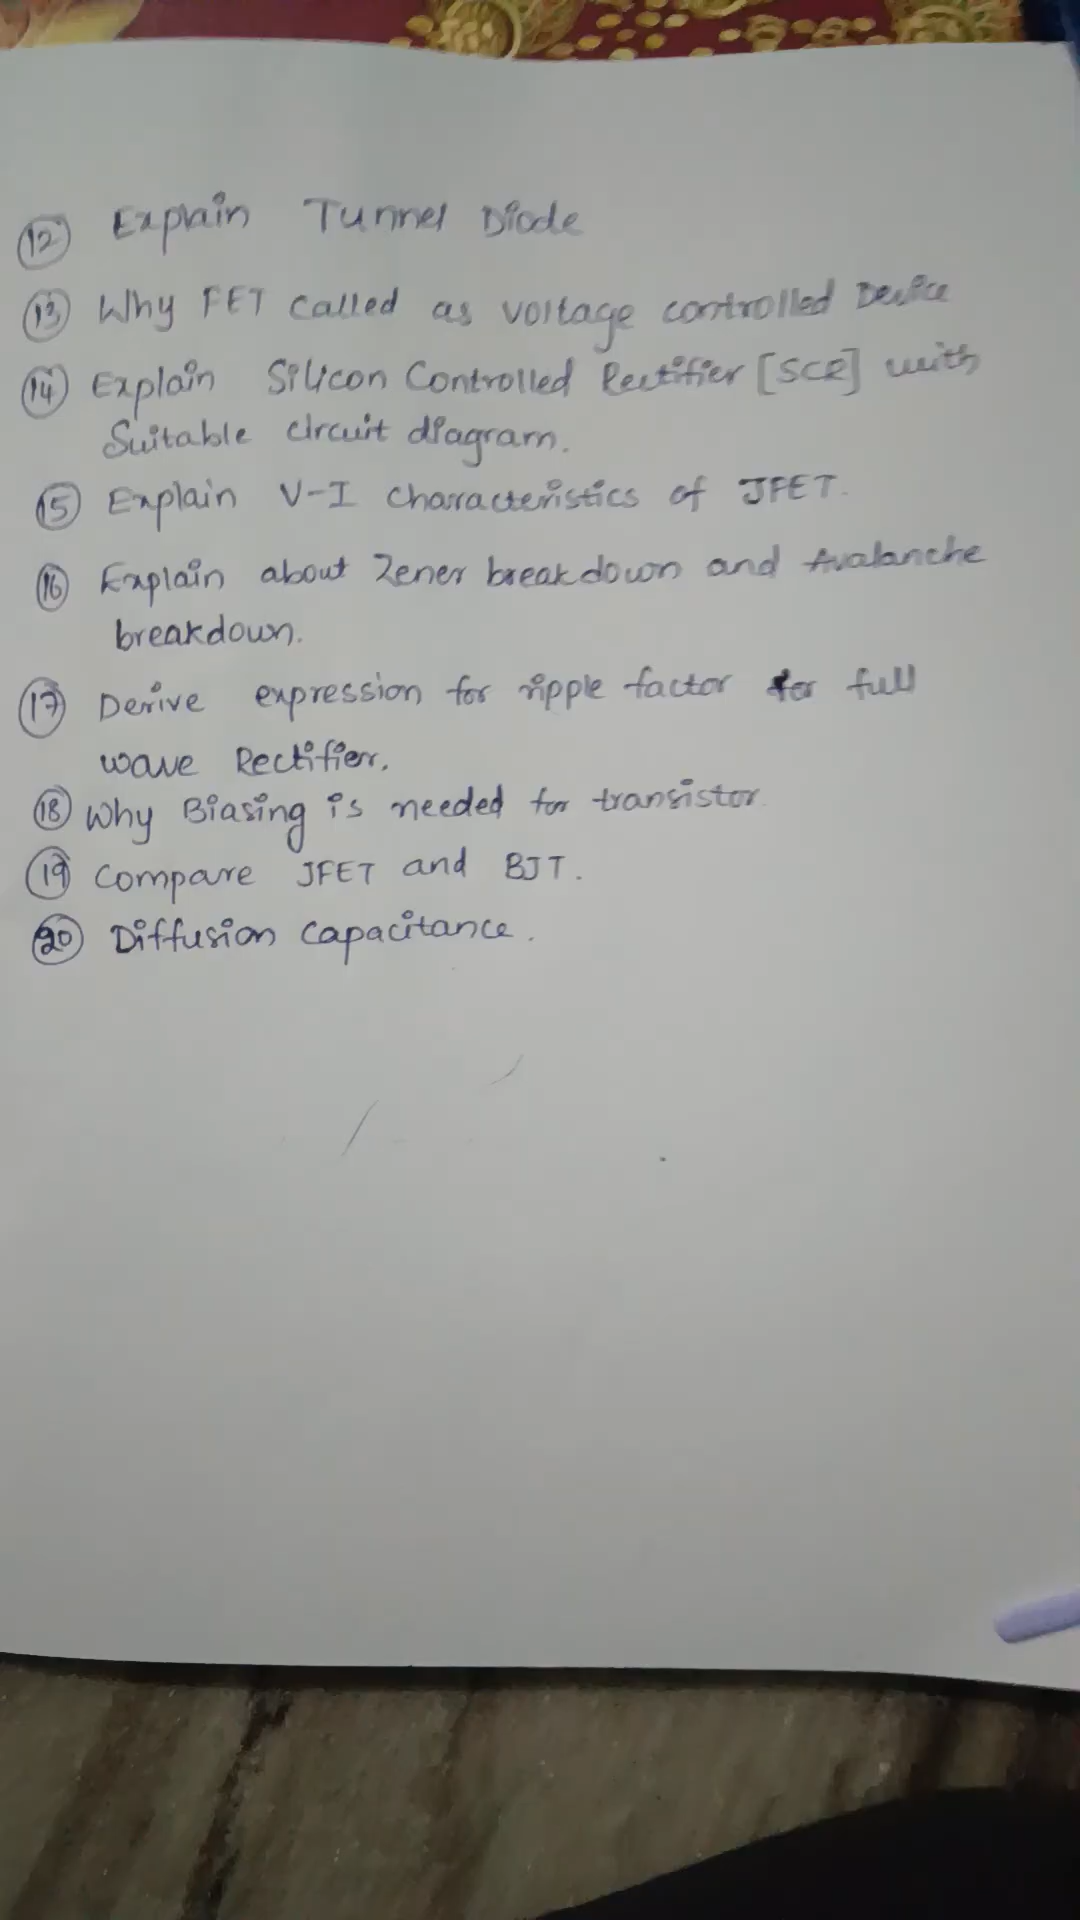 12 Explain Tunnel Diode
13 Why FET called as voltage controlled Device
14 Explain Silicon Controlled Rectifier [SCR] with
Suitable circuit diagram.
15 Explain V-I characteristics of JFET.
16 Explain about Zener breakdown and Avalanche
breakdown.
17 Derive expression for ripple factor for full
wave Rectifier.
18 Why Biasing is needed for transistor.
19 Compare JFET and BJT.
20 Diffusion Capacitance.